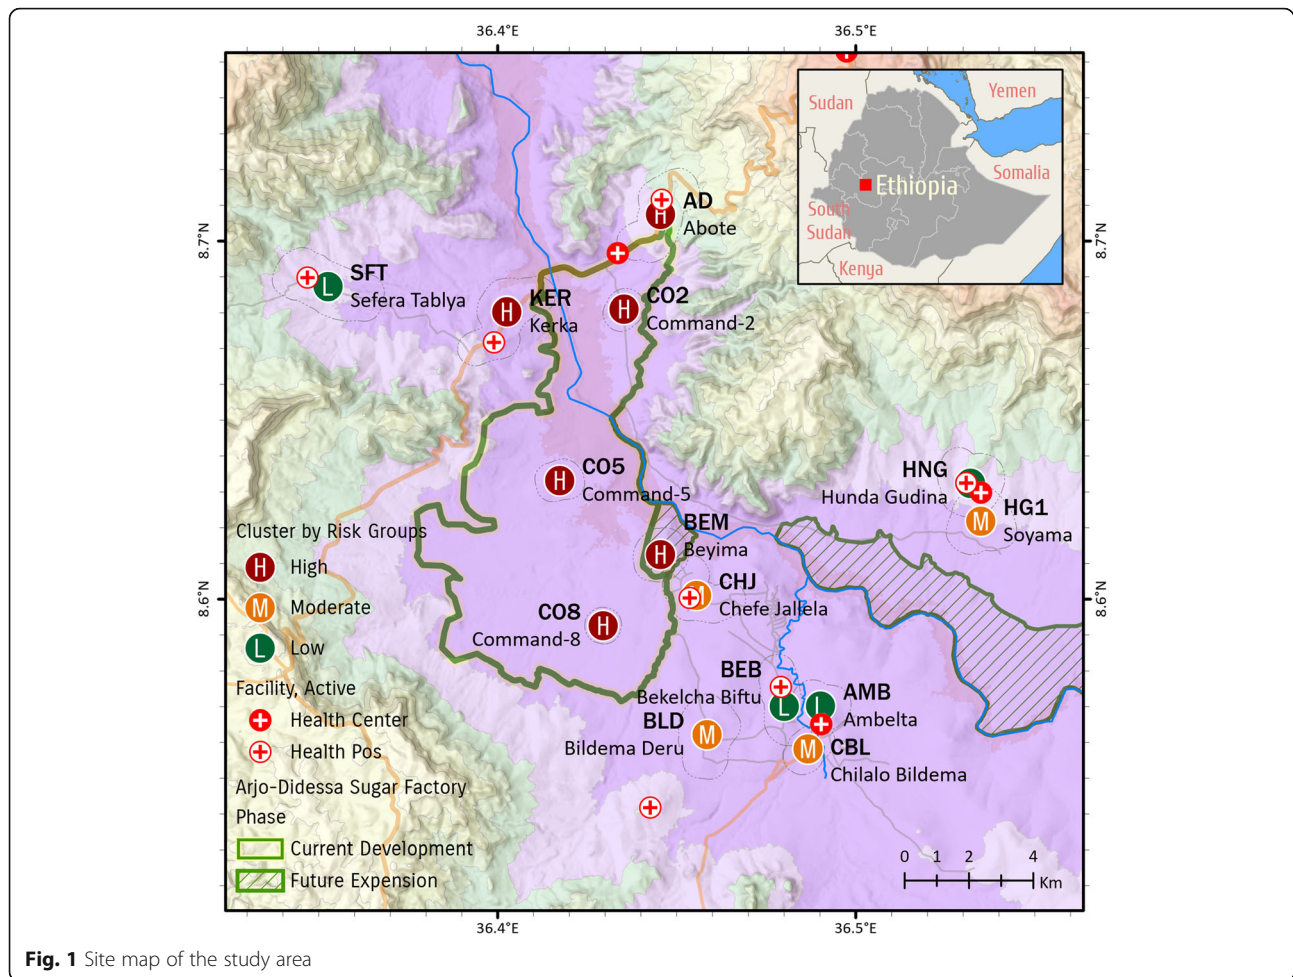 36.4°E
36.5°E
Sudan
Yemen
Somalia
Ethiopia
South
Sudan
Kenya
8.7°N
8.7°N
AD
H
Abote
SFT
L
Sefera Tablya
KER
H
Kerka
CO2
H
Command-2
CO5
H
Command-5
HNG
Hunda Gudina
HG1
M
Soyama
BEM
H
Beyima
CHJ
M
Chefe Jallela
8.6°N
8.6°N
CO8
H
Command-8
BEB
Bekelcha Biftu
L
AMB
L
Ambelta
BLD
M
Bildema Deru
CBL
M
Chilalo Bildema
Cluster by Risk Groups
H High
M Moderate
L Low
Facility, Active
Health Center
Health Pos
Arjo-Didessa Sugar Factory
Phase
Current Development
Future Expension
0 1 2 4
Km
36.4°E
36.5°E
Fig. 1 Site map of the study area